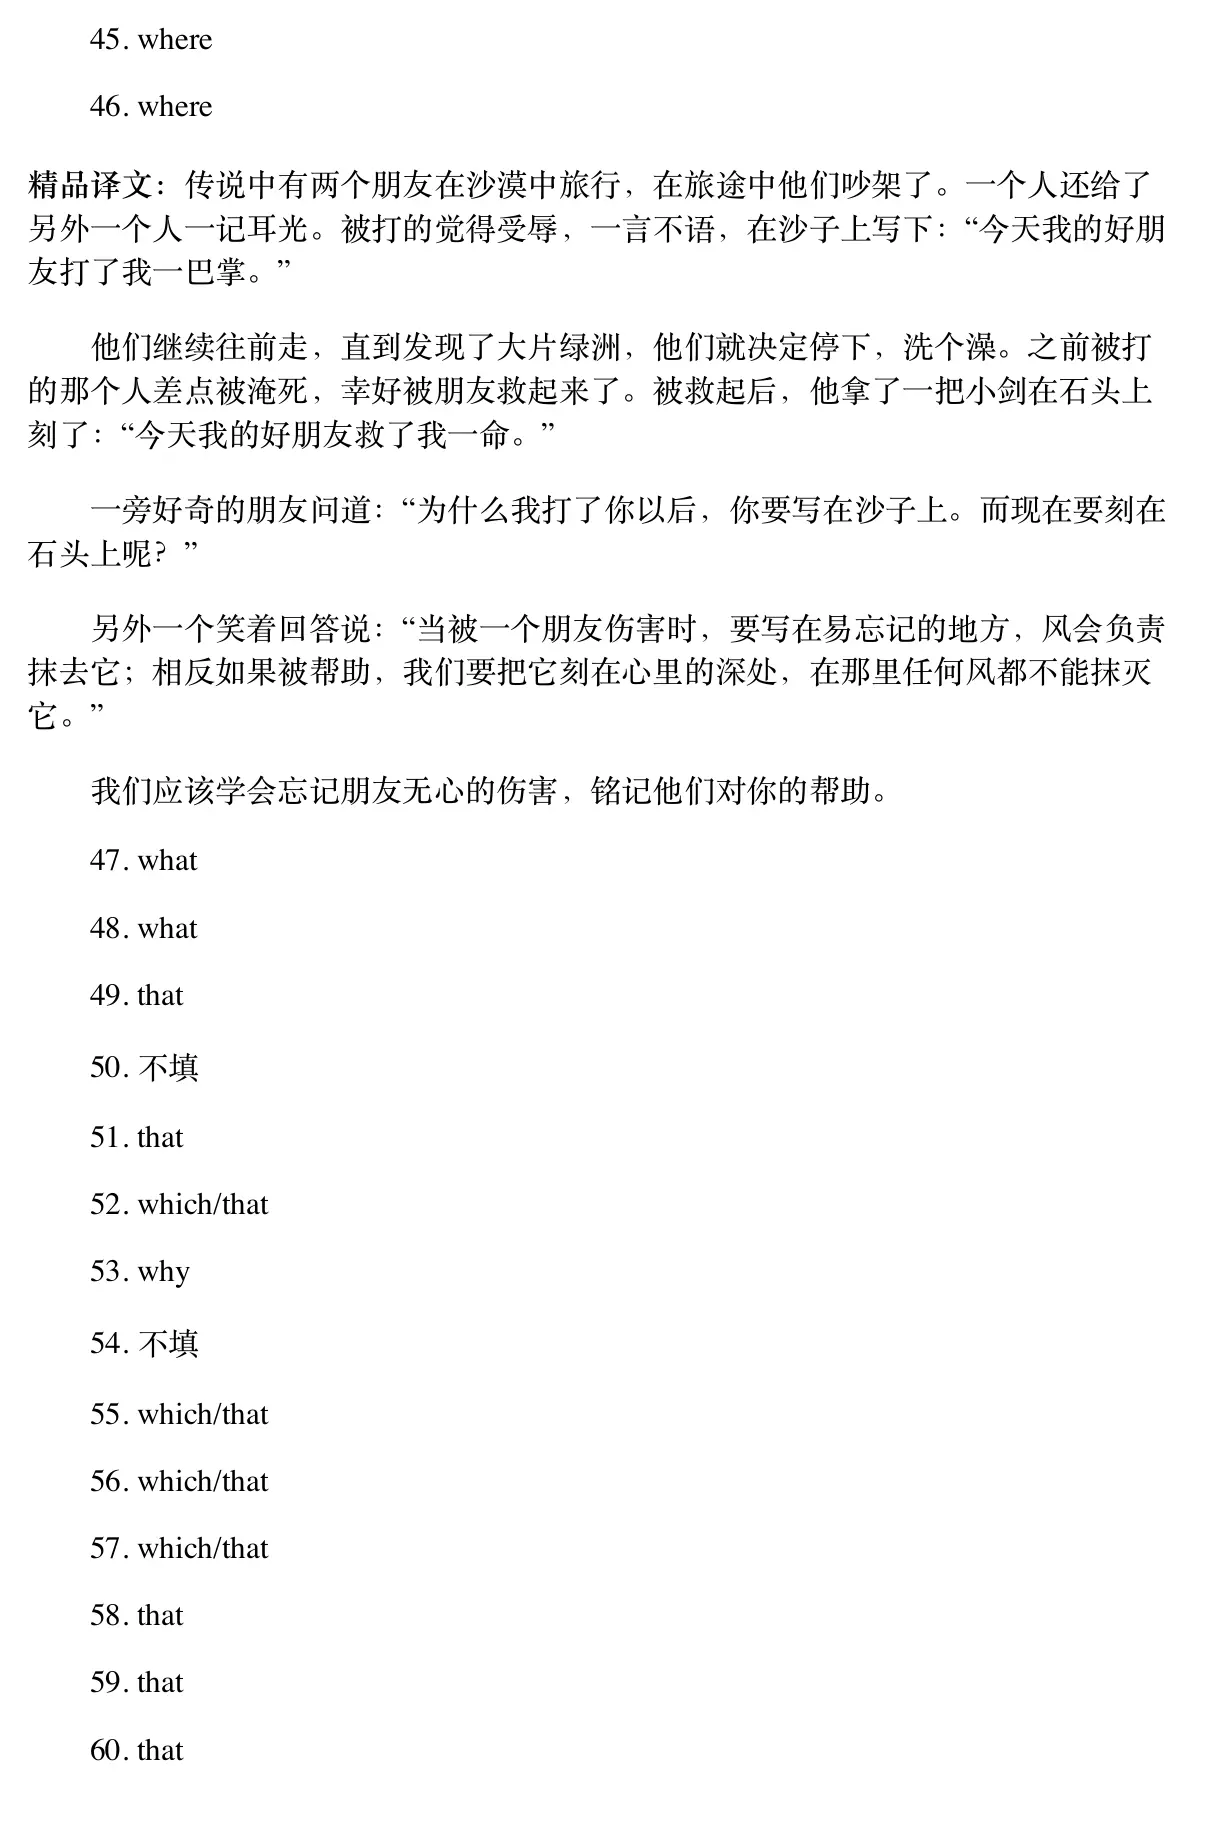 45. where
46. where
精品译文：传说中有两个朋友在沙漠中旅行，在旅途中他们吵架了。一个人还给了
另外一个人一记耳光。被打的觉得受辱，一言不语，在沙子上写下：“今天我的好朋
友打了我一巴掌。”
他们继续往前走，直到发现了大片绿洲，他们就决定停下，洗个澡。之前被打
的那个人差点被淹死，幸好被朋友救起来了。被救起后，他拿了一把小剑在石头上
刻了：“今天我的好朋友救了我一命。”
一旁好奇的朋友问道：“为什么我打了你以后，你要写在沙子上。而现在要刻在
石头上呢？”
另外一个笑着回答说：“当被一个朋友伤害时，要写在易忘记的地方，风会负责
抹去它；相反如果被帮助，我们要把它刻在心里的深处，在那里任何风都不能抹灭
它。”
我们应该学会忘记朋友无心的伤害，铭记他们对你的帮助。
47. what
48. what
49. that
50. 不填
51. that
52. which/that
53. why
54. 不填
55. which/that
56. which/that
57. which/that
58. that
59. that
60. that